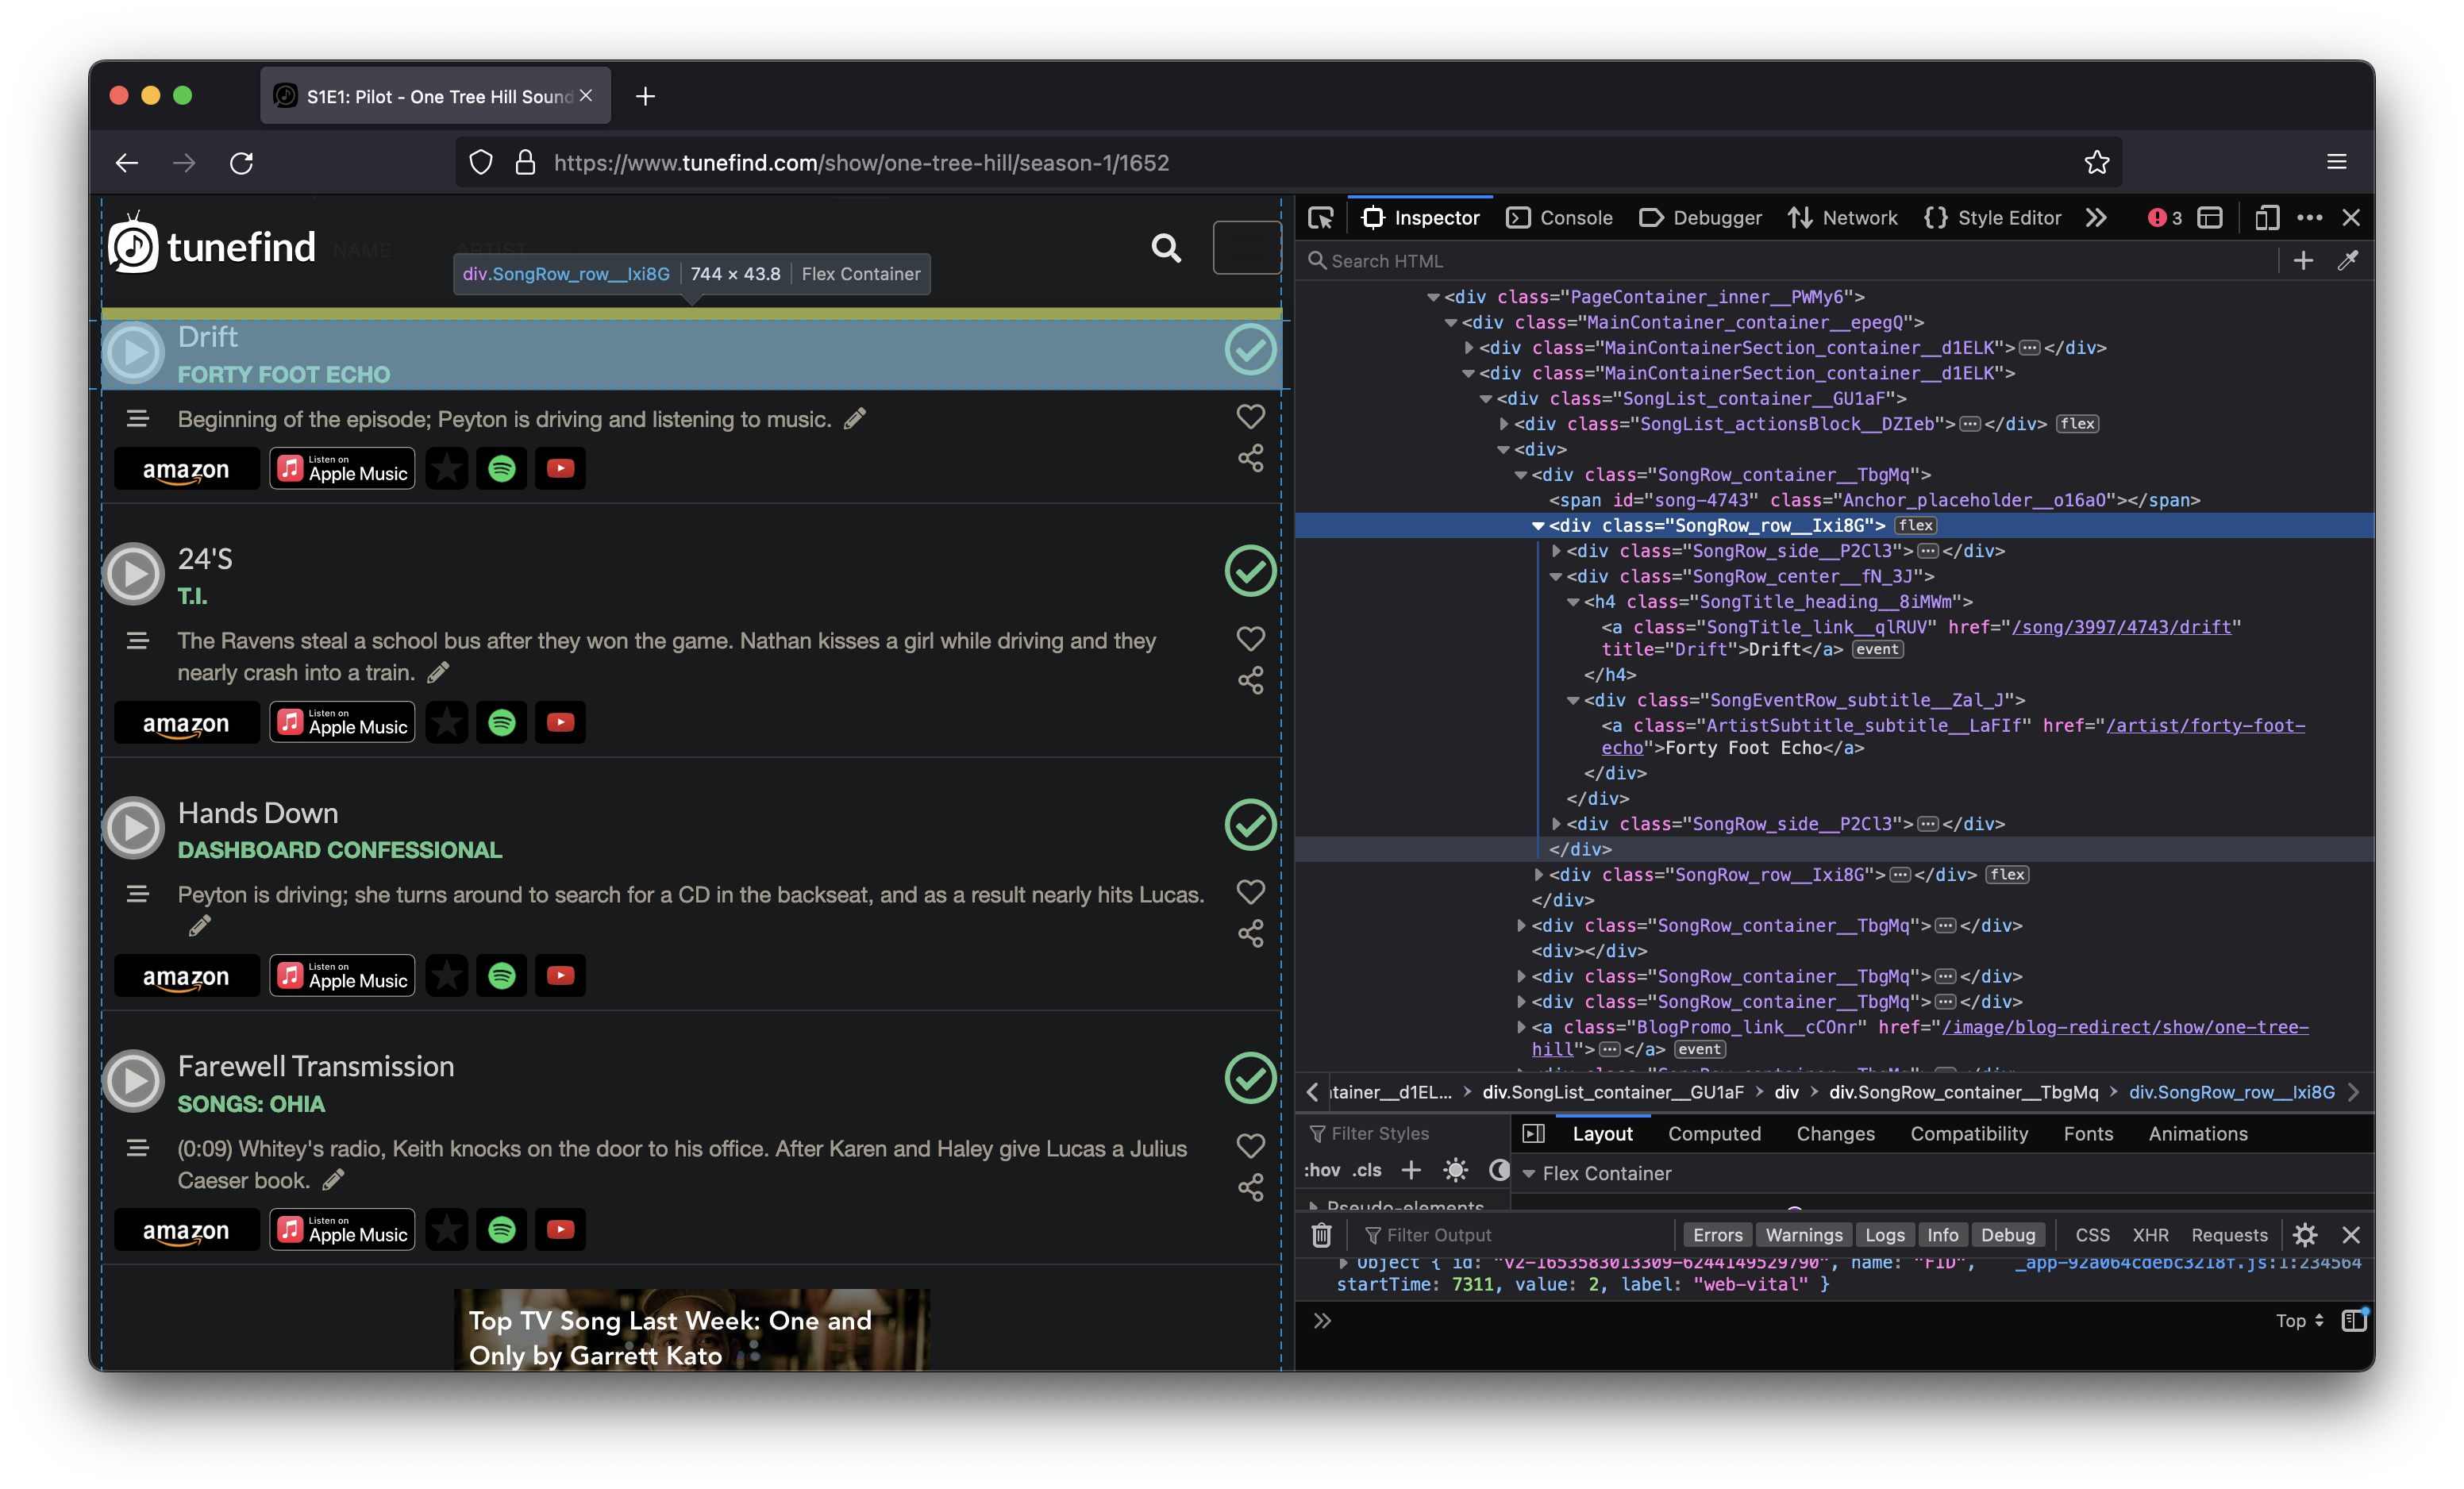 S1E1: Pilot - One Tree Hill Sound
https://www.tunefind.com/show/one-tree-hill/season-1/1652
tunefind
NAME
ARTIST
div.SongRow_row__Ixi8G 744 × 43.8 Flex Container
Drift
FORTY FOOT ECHO
Beginning of the episode; Peyton is driving and listening to music.
amazon Listen on Apple Music
24'S
T.I.
The Ravens steal a school bus after they won the game. Nathan kisses a girl while driving and they
nearly crash into a train.
amazon Listen on Apple Music
Hands Down
DASHBOARD CONFESSIONAL
Peyton is driving; she turns around to search for a CD in the backseat, and as a result nearly hits Lucas.
amazon Listen on Apple Music
Farewell Transmission
SONGS: OHIA
(0:09) Whitey's radio, Keith knocks on the door to his office. After Karen and Haley give Lucas a Julius
Caeser book.
amazon Listen on Apple Music
Top TV Song Last Week: One and
Only by Garrett Kato
Inspector Console Debugger Network Style Editor 3
Search HTML
<div class="PageContainer_inner__PWMy6">
<div class="MainContainer_container__epegQ">
<div class="MainContainerSection_container__d1ELK"></div>
<div class="MainContainerSection_container__d1ELK">
<div class="SongList_container__GU1aF">
<div class="SongList_actionsBlock__DZIeb"></div> flex
<div>
<div class="SongRow_container__TbgMq">
<span id="song-4743" class="Anchor_placeholder__o16aO"></span>
<div class="SongRow_row__Ixi8G"> flex
<div class="SongRow_side__P2Cl3"></div>
<div class="SongRow_center__fN_3J">
<h4 class="SongTitle_heading__8iMWm">
<a class="SongTitle_link__qlRUV" href="/song/3997/4743/drift"
title="Drift">Drift</a> event
</h4>
<div class="SongEventRow_subtitle__Zal_J">
<a class="ArtistSubtitle_subtitle__LaFIf" href="/artist/forty-foot-
echo">Forty Foot Echo</a>
</div>
</div>
<div class="SongRow_side__P2Cl3"></div>
</div>
<div class="SongRow_row__Ixi8G"></div> flex
</div>
<div class="SongRow_container__TbgMq"></div>
<div></div>
<div class="SongRow_container__TbgMq"></div>
<div class="SongRow_container__TbgMq"></div>
<a class="BlogPromo_link__cCOnr" href="/image/blog-redirect/show/one-tree-
hill"></a> event
ntainer__d1EL... div.SongList_container__GU1aF div div.SongRow_container__TbgMq div.SongRow_row__Ixi8G
Filter Styles
:hov .cls
Pseudo-elements
Layout Computed Changes Compatibility Fonts Animations
Flex Container
Filter Output Errors Warnings Logs Info Debug CSS XHR Requests
Object { id: "v2-1653583013309-6244149529790", name: "FID", _app-92a064cdebc3218f.js:1:234564
startTime: 7311, value: 2, label: "web-vital" }
Top